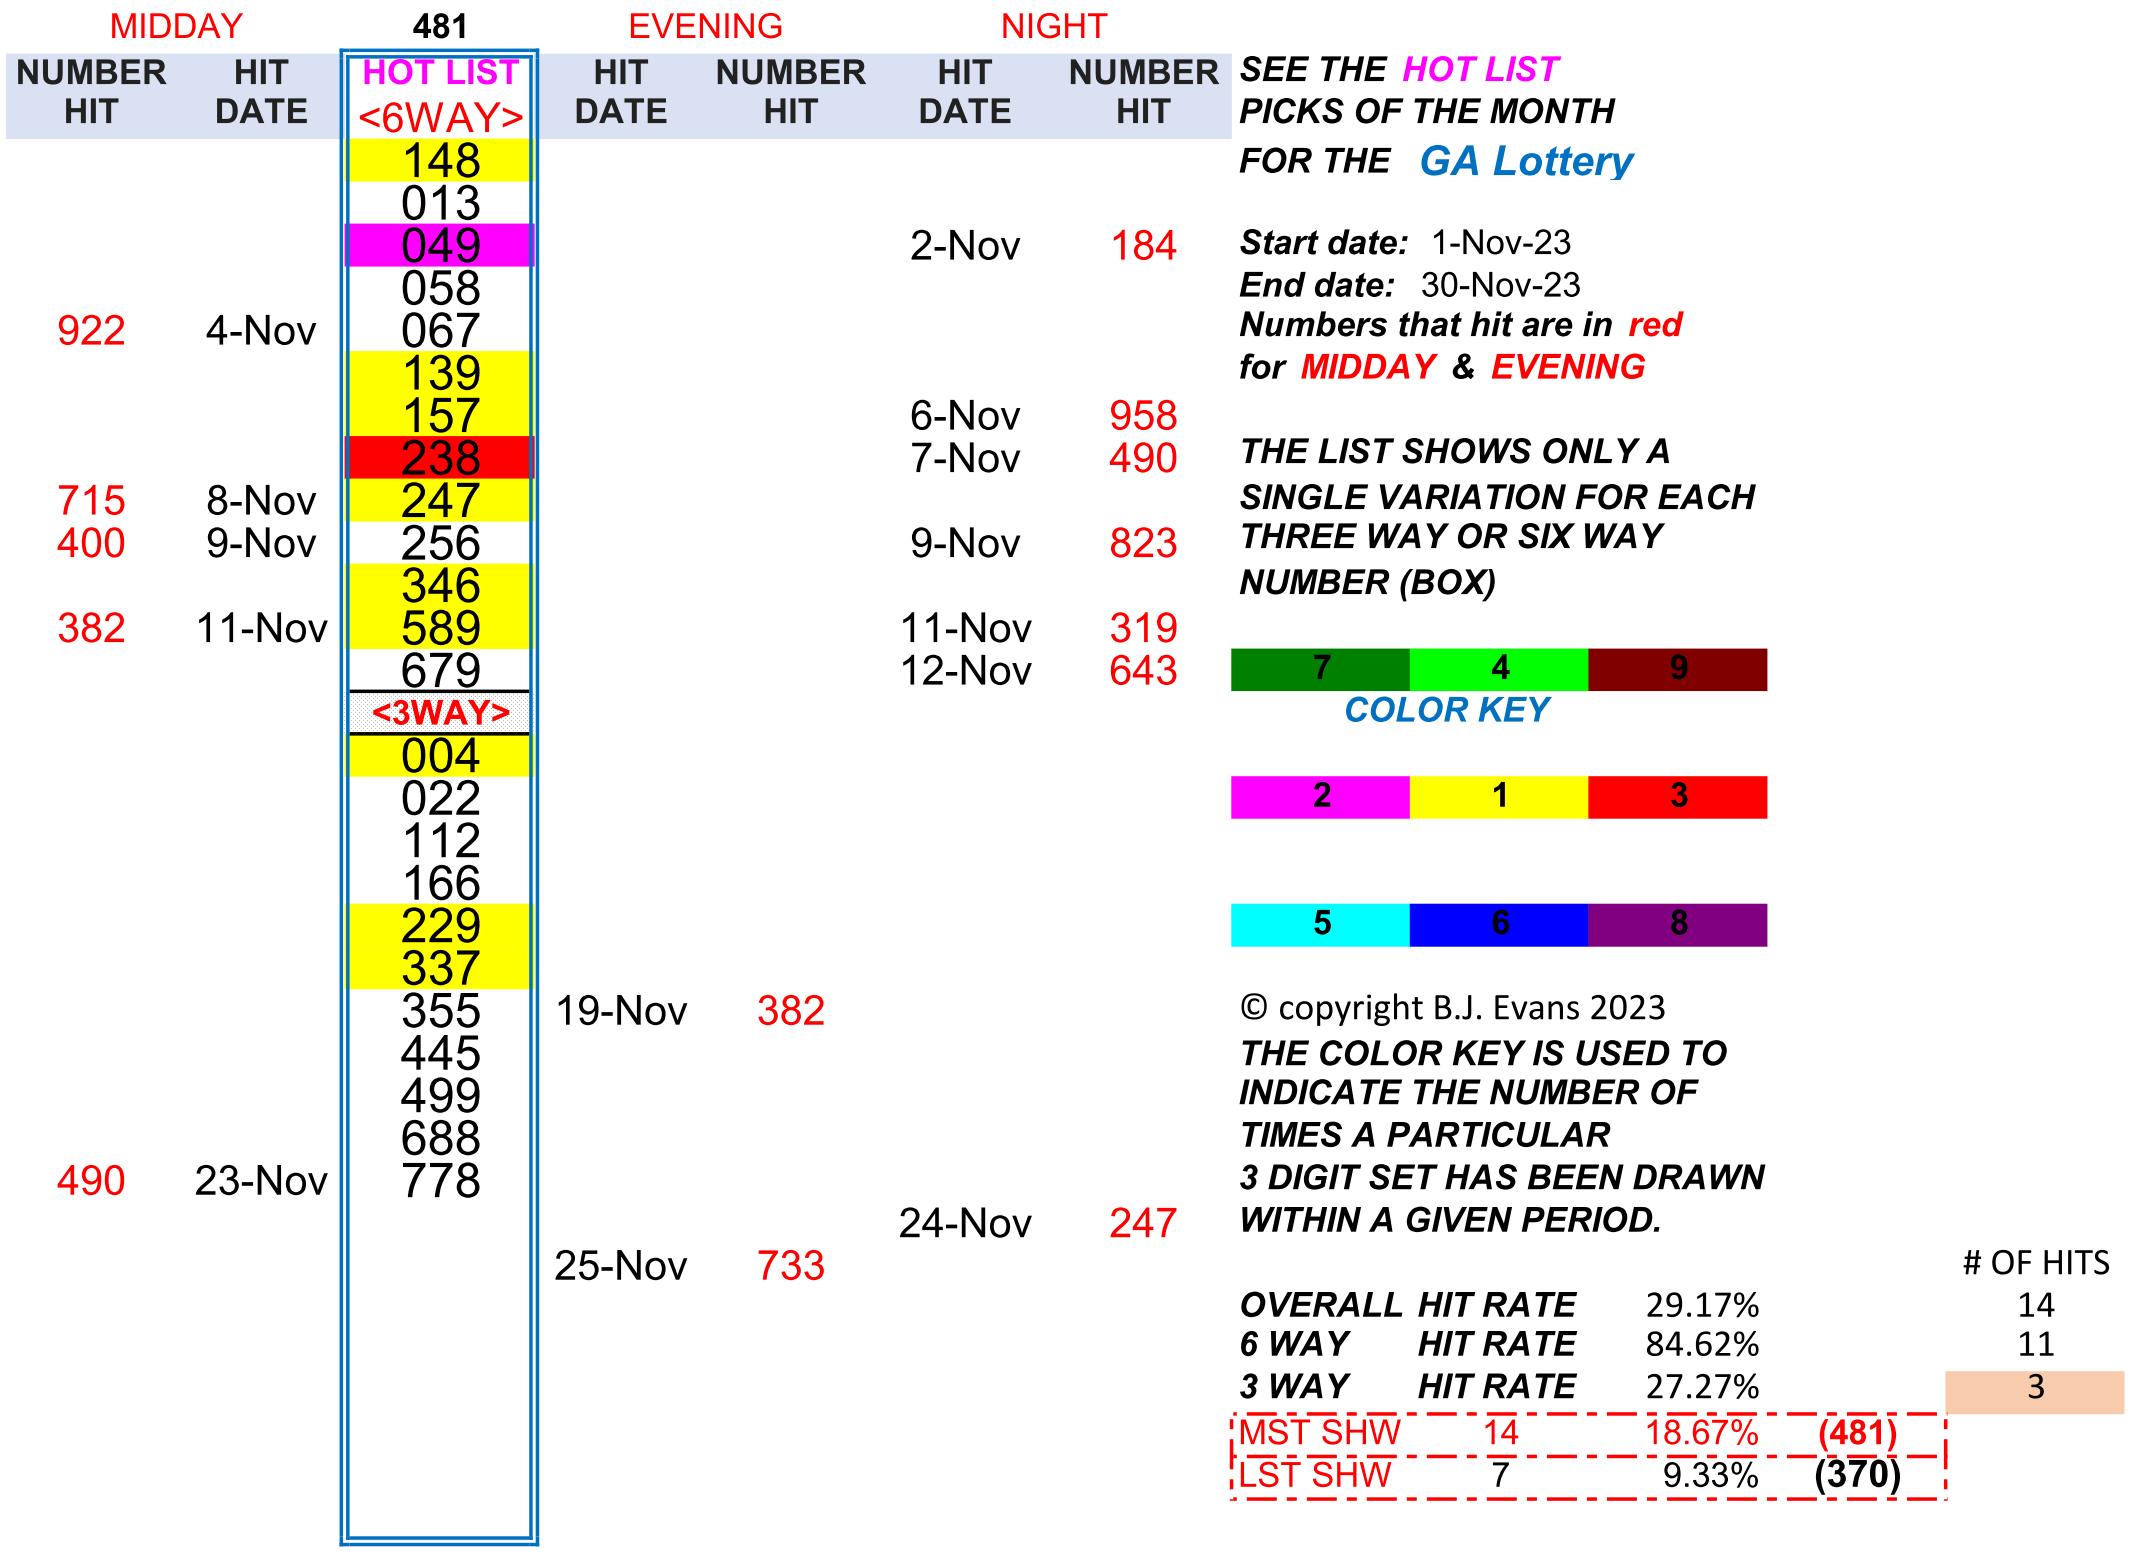 MIDDAY 481 EVENING NIGHT
NUMBER HIT HOT LIST HIT NUMBER HIT NUMBER SEE THE HOT LIST
HIT DATE <6WAY> DATE HIT DATE HIT PICKS OF THE MONTH
148 FOR THE GA Lottery
013
049 2-Nov 184 Start date: 1-Nov-23
058 End date: 30-Nov-23
922 4-Nov 067 Numbers that hit are in red
139 for MIDDAY & EVENING
157 6-Nov 958
238 7-Nov 490 THE LIST SHOWS ONLY A
715 8-Nov 247 SINGLE VARIATION FOR EACH
400 9-Nov 256 9-Nov 823 THREE WAY OR SIX WAY
346 NUMBER (BOX)
382 11-Nov 589 11-Nov 319
679 12-Nov 643 7 4 9
<3WAY> COLOR KEY
004
022 2 1 3
112
166
229 5 6 8
337
355 19-Nov 382 © copyright B.J. Evans 2023
445 THE COLOR KEY IS USED TO
499 INDICATE THE NUMBER OF
688 TIMES A PARTICULAR
490 23-Nov 778 3 DIGIT SET HAS BEEN DRAWN
24-Nov 247 WITHIN A GIVEN PERIOD.
25-Nov 733 # OF HITS
OVERALL HIT RATE 29.17% 14
6 WAY HIT RATE 84.62% 11
3 WAY HIT RATE 27.27% 3
MST SHW 14 18.67% (481)
LST SHW 7 9.33% (370)